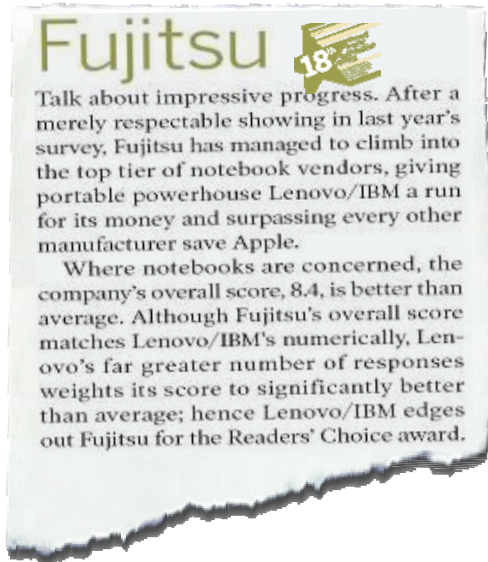 Fujitsu
18th
Talk about impressive progress. After a
merely respectable showing in last year's
survey, Fujitsu has managed to climb into
the top tier of notebook vendors, giving
portable powerhouse Lenovo/IBM a run
for its money and surpassing every other
manufacturer save Apple.
Where notebooks are concerned, the
company's overall score, 8.4, is better than
average. Although Fujitsu's overall score
matches Lenovo/IBM's numerically, Len-
ovo's far greater number of responses
weights its score to significantly better
than average; hence Lenovo/IBM edges
out Fujitsu for the Readers' Choice award.